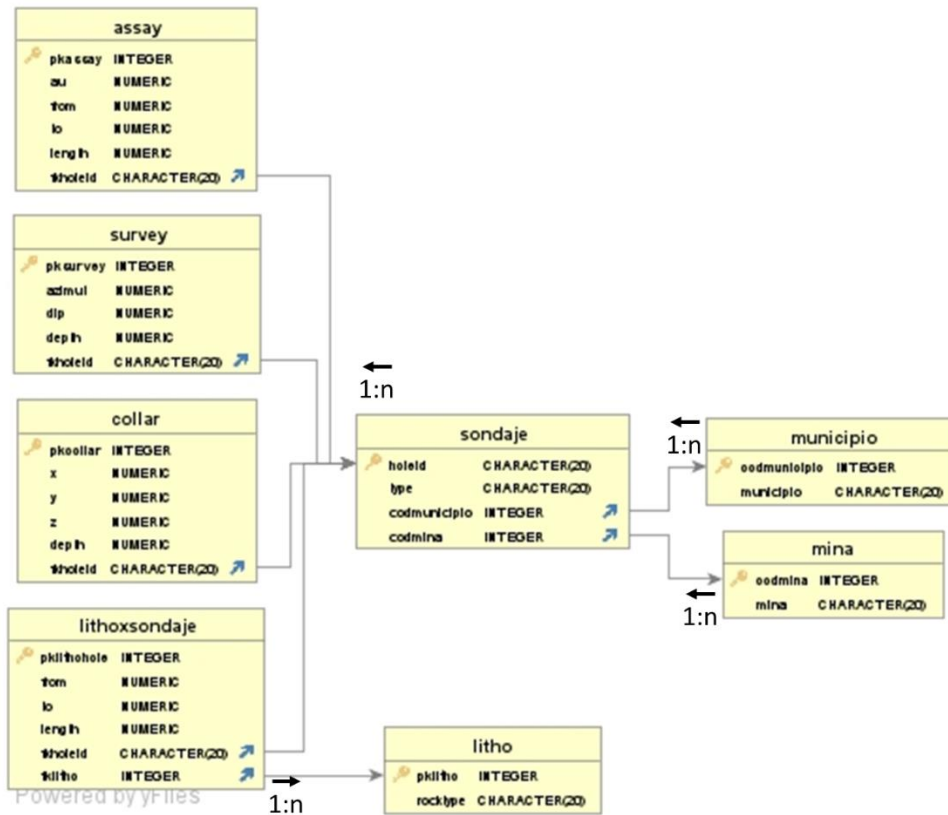 assay
pkassay INTEGER
au NUMERIC
from NUMERIC
to NUMERIC
length NUMERIC
fkholeid CHARACTER(20)
survey
pksurvey INTEGER
azimut NUMERIC
dip NUMERIC
depth NUMERIC
fkholeid CHARACTER(20)
collar
pkcollar INTEGER
x NUMERIC
y NUMERIC
z NUMERIC
depth NUMERIC
fkholeid CHARACTER(20)
lithoxsondaje
pklithohole INTEGER
from NUMERIC
to NUMERIC
length NUMERIC
fkholeid CHARACTER(20)
fklitho INTEGER
Powered by yFiles
1:n
1:n
sondaje
holeid CHARACTER(20)
type CHARACTER(20)
codmunicipio INTEGER
codmina INTEGER
litho
pklitho INTEGER
rocktype CHARACTER(20)
1:n
municipio
codmunicipio INTEGER
municipio CHARACTER(20)
1:n
mina
codmina INTEGER
mina CHARACTER(20)